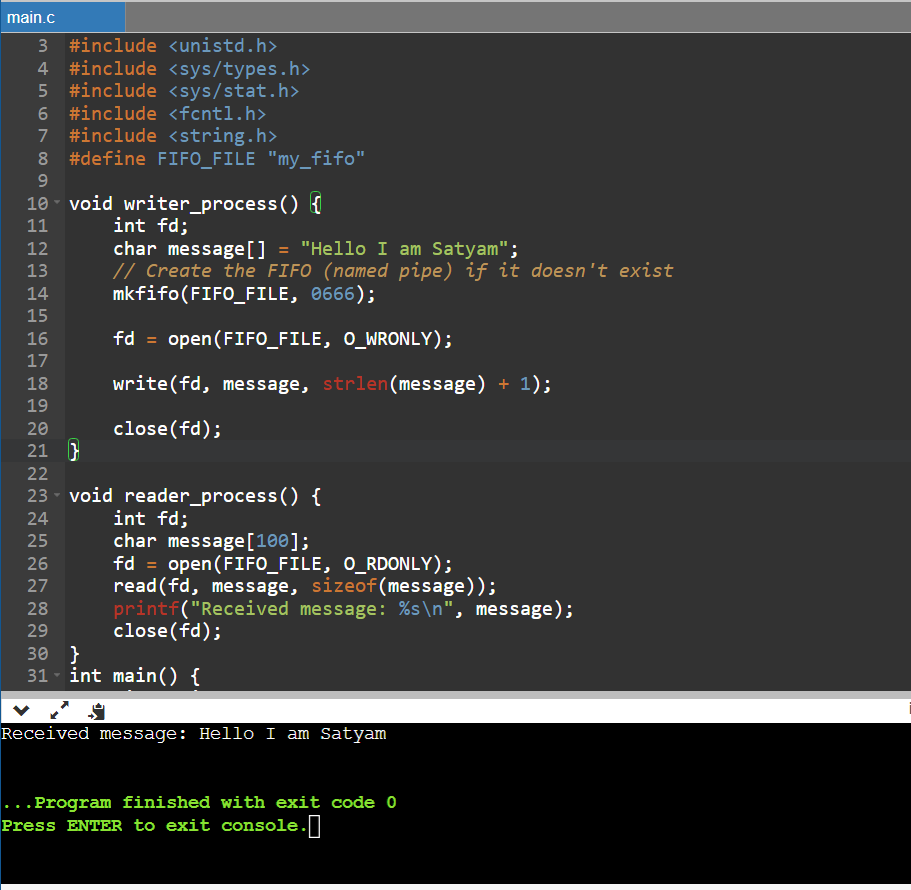 main.c
3 #include <unistd.h>
4 #include <sys/types.h>
5 #include <sys/stat.h>
6 #include <fcntl.h>
7 #include <string.h>
8 #define FIFO_FILE "my_fifo"
9
10 void writer_process() {
11     int fd;
12     char message[] = "Hello I am Satyam";
13     // Create the FIFO (named pipe) if it doesn't exist
14     mkfifo(FIFO_FILE, 0666);
15
16     fd = open(FIFO_FILE, O_WRONLY);
17
18     write(fd, message, strlen(message) + 1);
19
20     close(fd);
21 }
22
23 void reader_process() {
24     int fd;
25     char message[100];
26     fd = open(FIFO_FILE, O_RDONLY);
27     read(fd, message, sizeof(message));
28     printf("Received message: %s\n", message);
29     close(fd);
30 }
31 int main() {
Received message: Hello I am Satyam
...Program finished with exit code 0
Press ENTER to exit console.